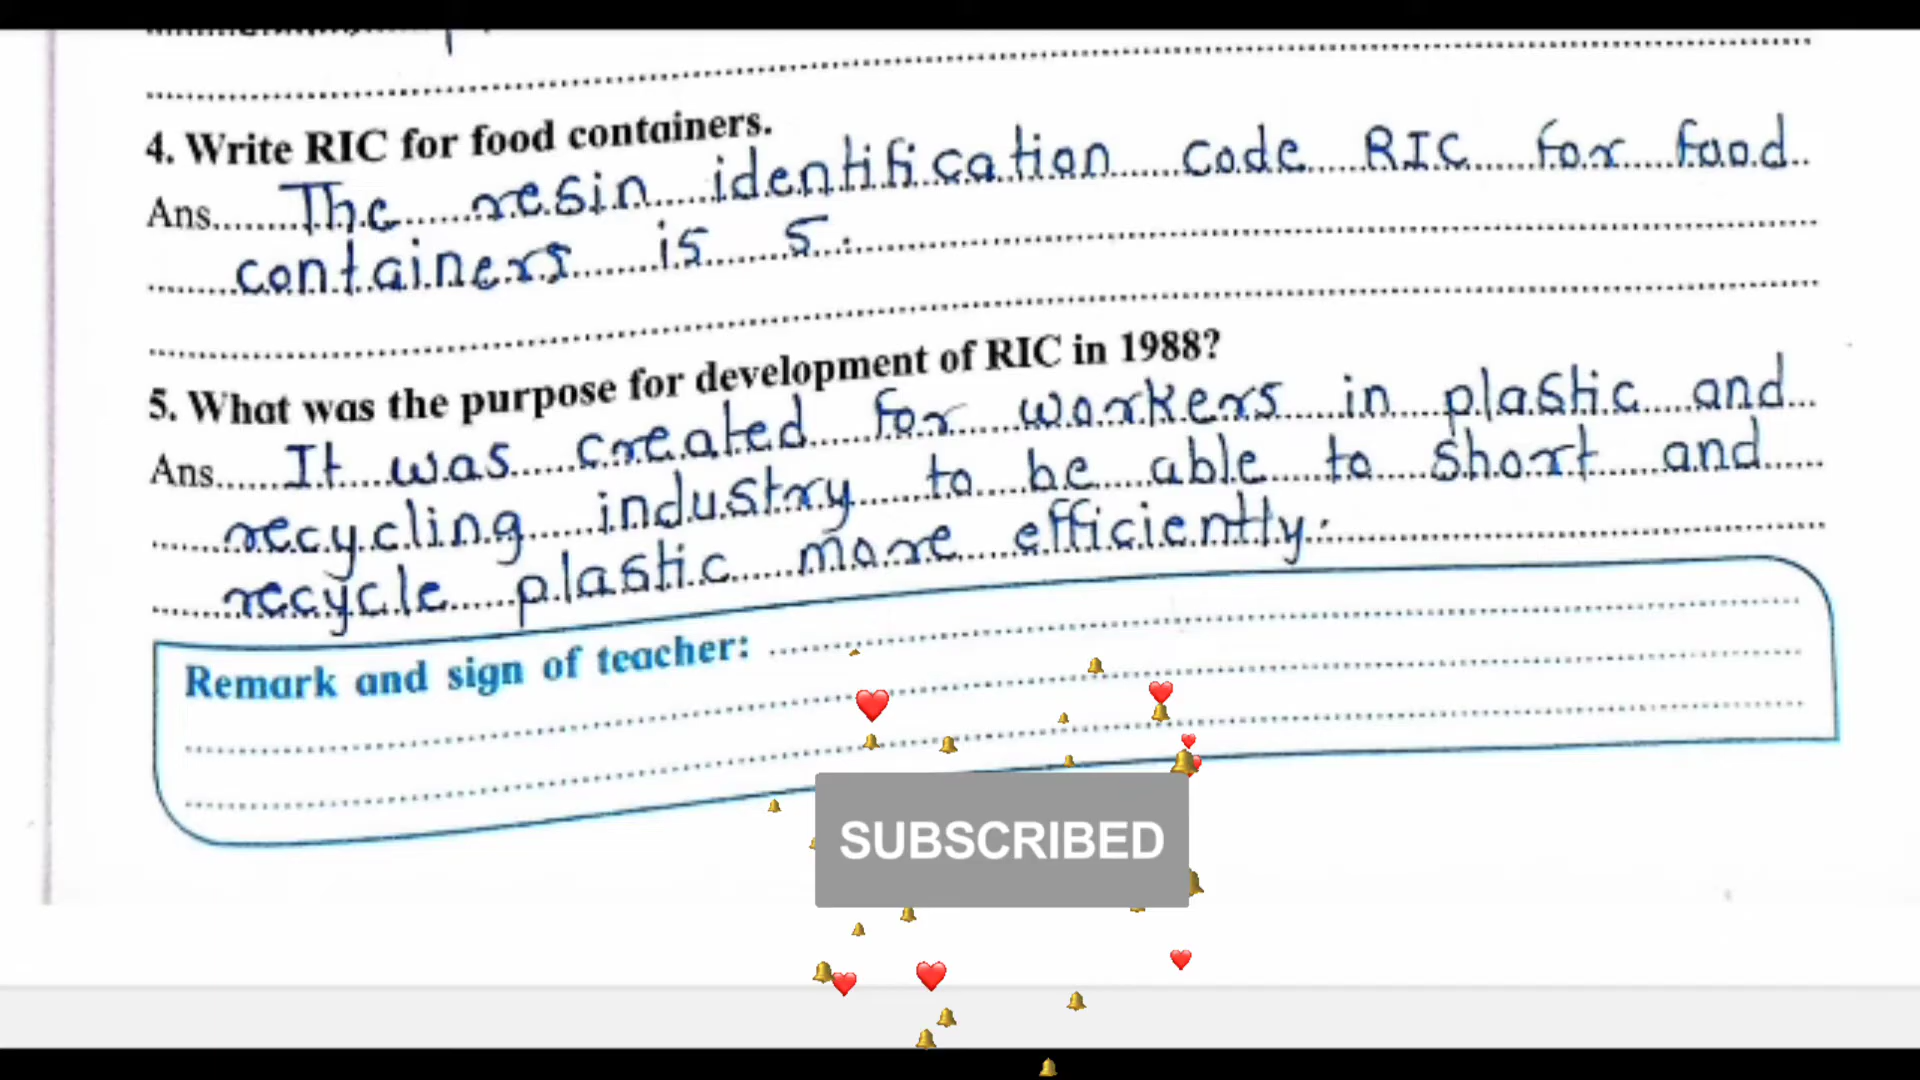 4. Write RIC for food containers.
Ans The resin identification code RIC for food
containers is 5.
5. What was the purpose for development of RIC in 1988?
Ans It was created for workers in plastic and
recycling industry to be able to short and
recycle plastic more efficiently.
Remark and sign of teacher:
SUBSCRIBED